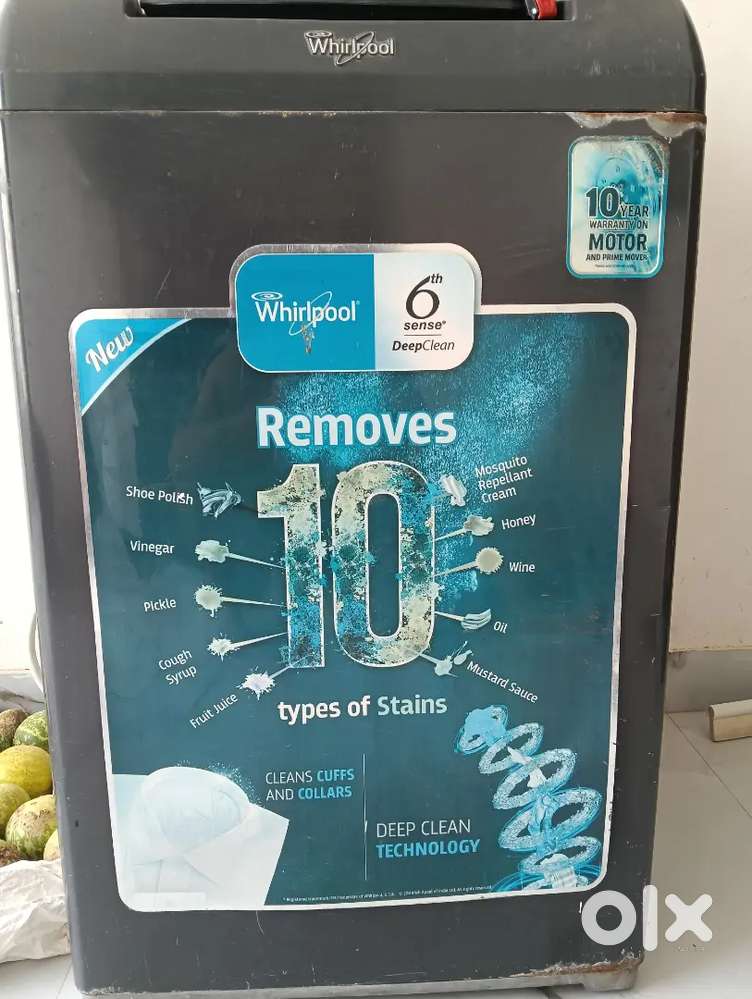 Whirlpool
10 YEAR
WARRANTY ON
MOTOR
AND PRIME MOVER
New
Whirlpool
6th
sense®
DeepClean
Removes
10
types of Stains
Shoe Polish
Vinegar
Pickle
Cough
Syrup
Fruit Juice
Mosquito
Repellant
Cream
Honey
Wine
Oil
Mustard Sauce
CLEANS CUFFS
AND COLLARS
DEEP CLEAN
TECHNOLOGY
olx